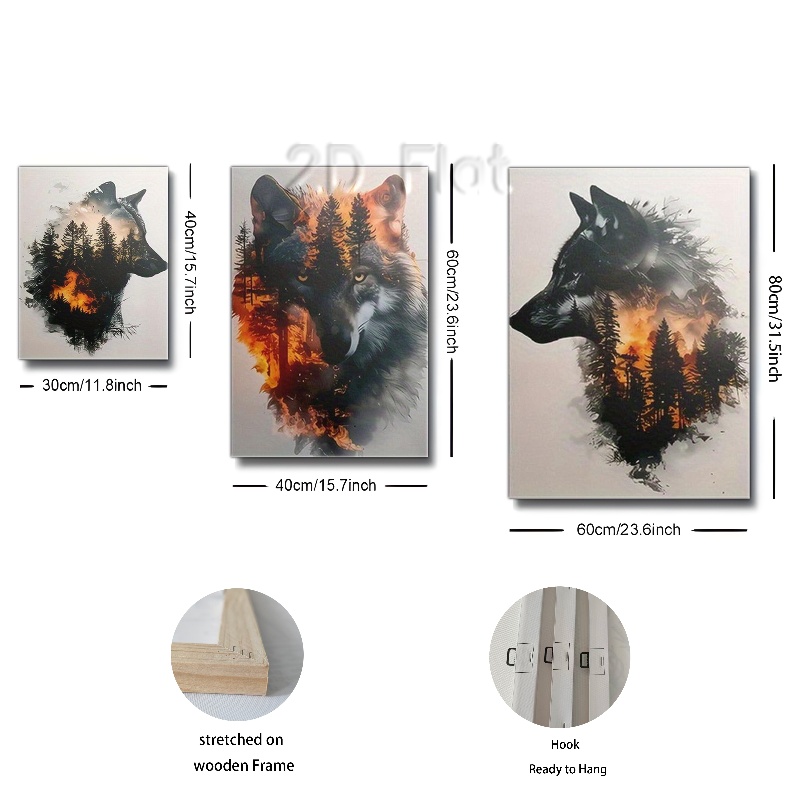 2D Flat
40cm/15.7inch
30cm/11.8inch
60cm/23.6inch
40cm/15.7inch
80cm/31.5inch
60cm/23.6inch
stretched on
wooden Frame
Hook
Ready to Hang